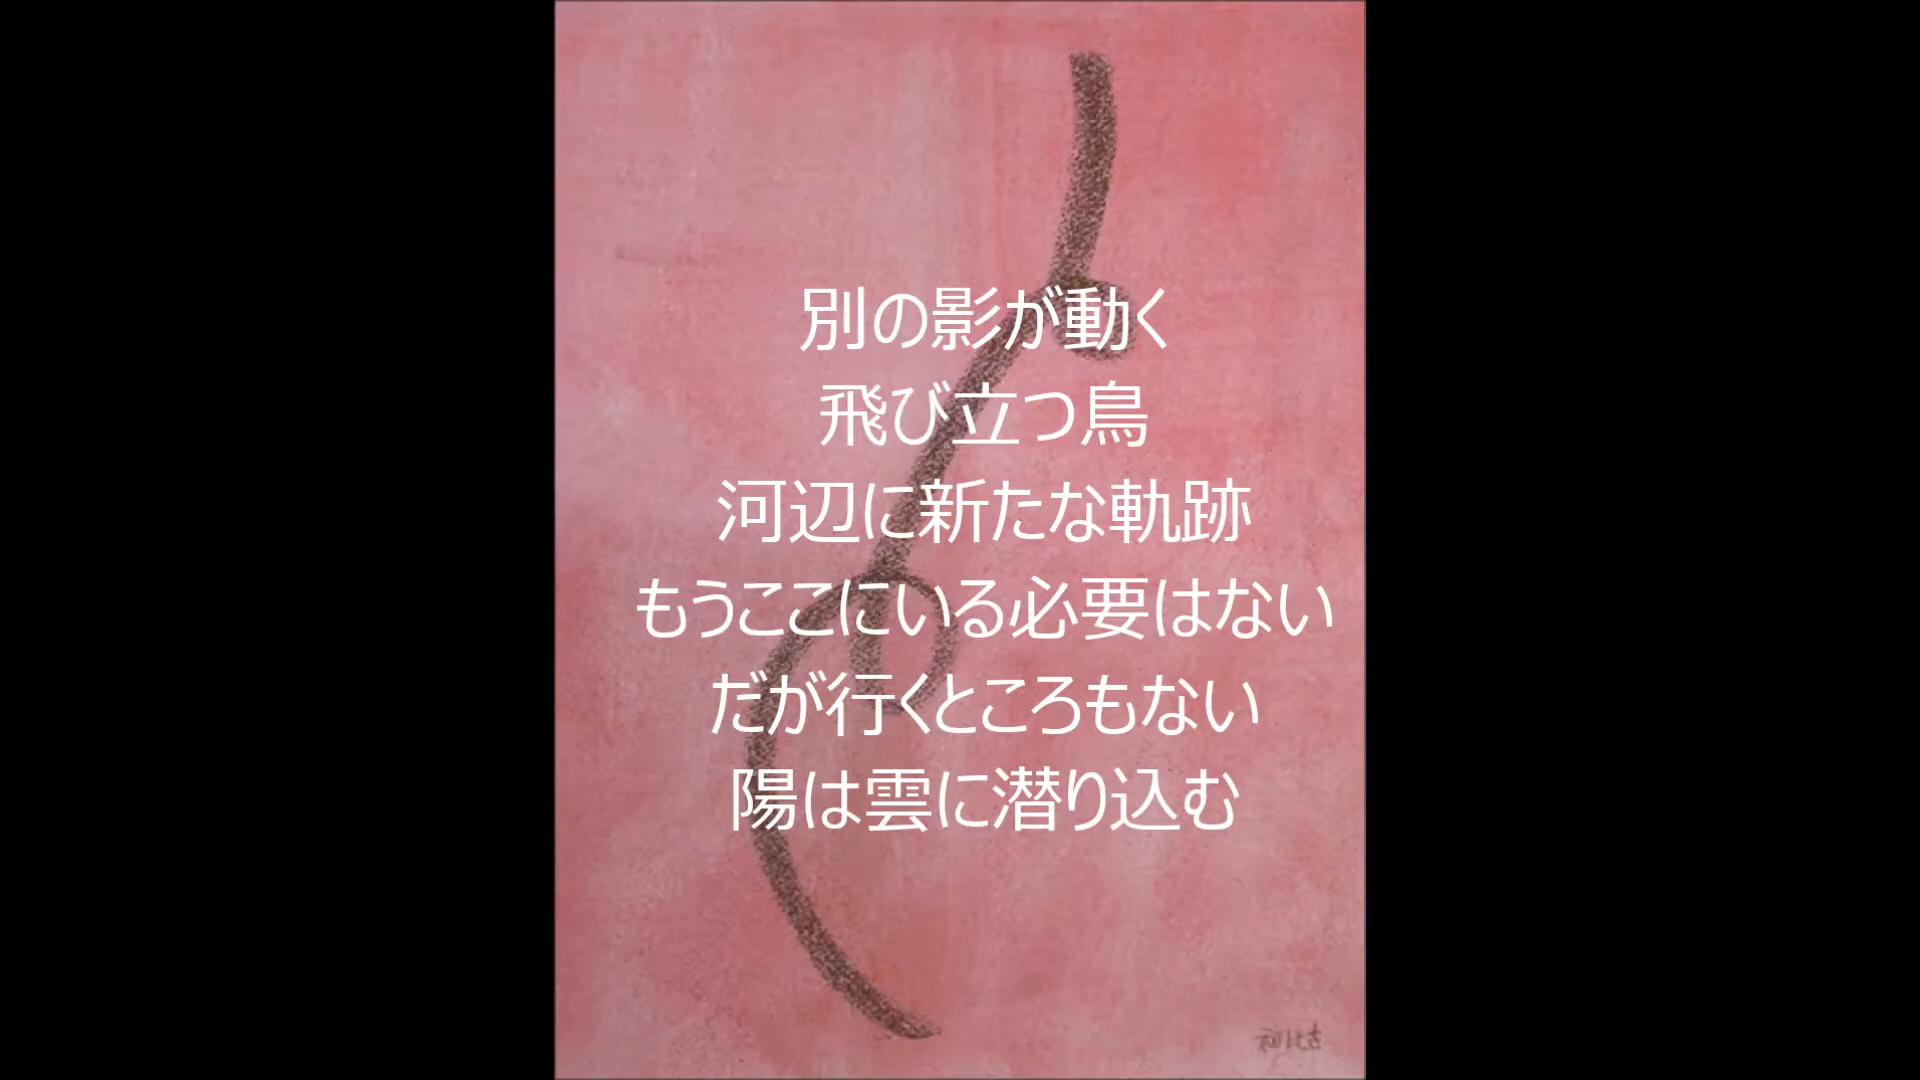 別の影が動く
飛び立つ鳥
河辺に新たな軌跡
もうここにいる必要はない
だが行くところもない
陽は雲に潜り込む